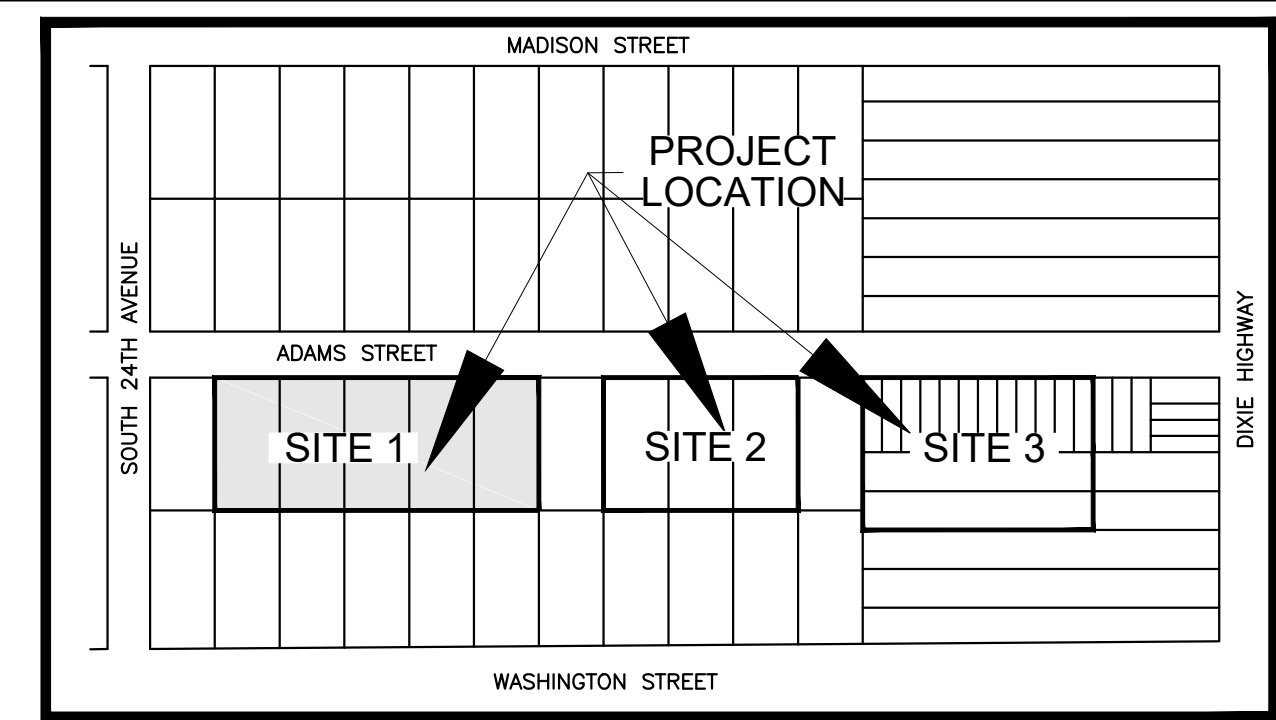 MADISON STREET
PROJECT
LOCATION
SOUTH 24TH AVENUE
ADAMS STREET
DIXIE HIGHWAY
SITE 1
SITE 2
SITE 3
WASHINGTON STREET